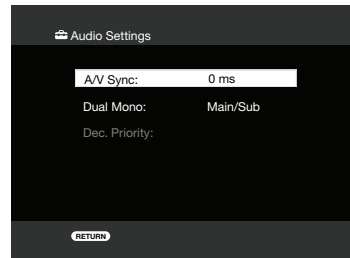 Audio Settings
A/V Sync: 0 ms
Dual Mono: Main/Sub
Dec. Priority:
RETURN